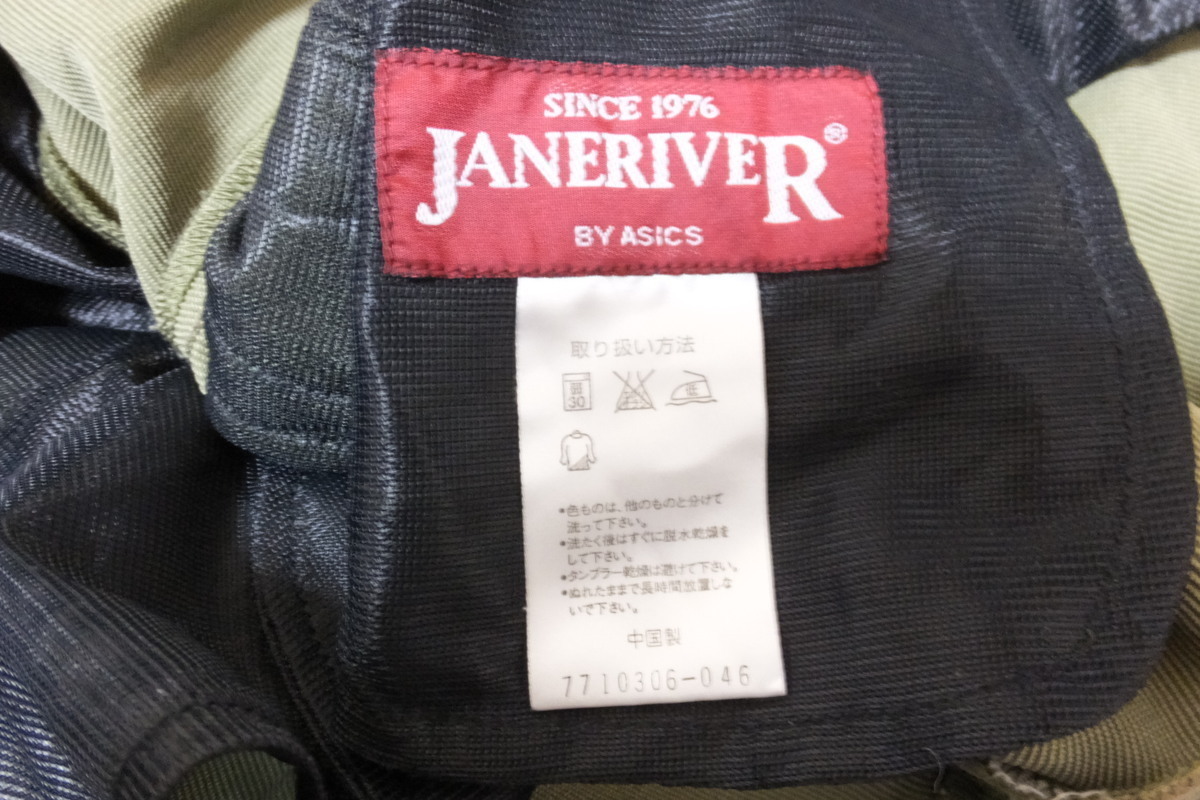 SINCE 1976
JANERIVER®
BY ASICS
取り扱い方法
弱
30
低
•色ものは、他のものと分けて
洗って下さい。
•洗たく後はすぐに脱水乾燥を
して下さい。
•タンブラー乾燥は避けて下さい。
•ぬれたままで長時間放置しな
いで下さい。
中国製
7710306-046